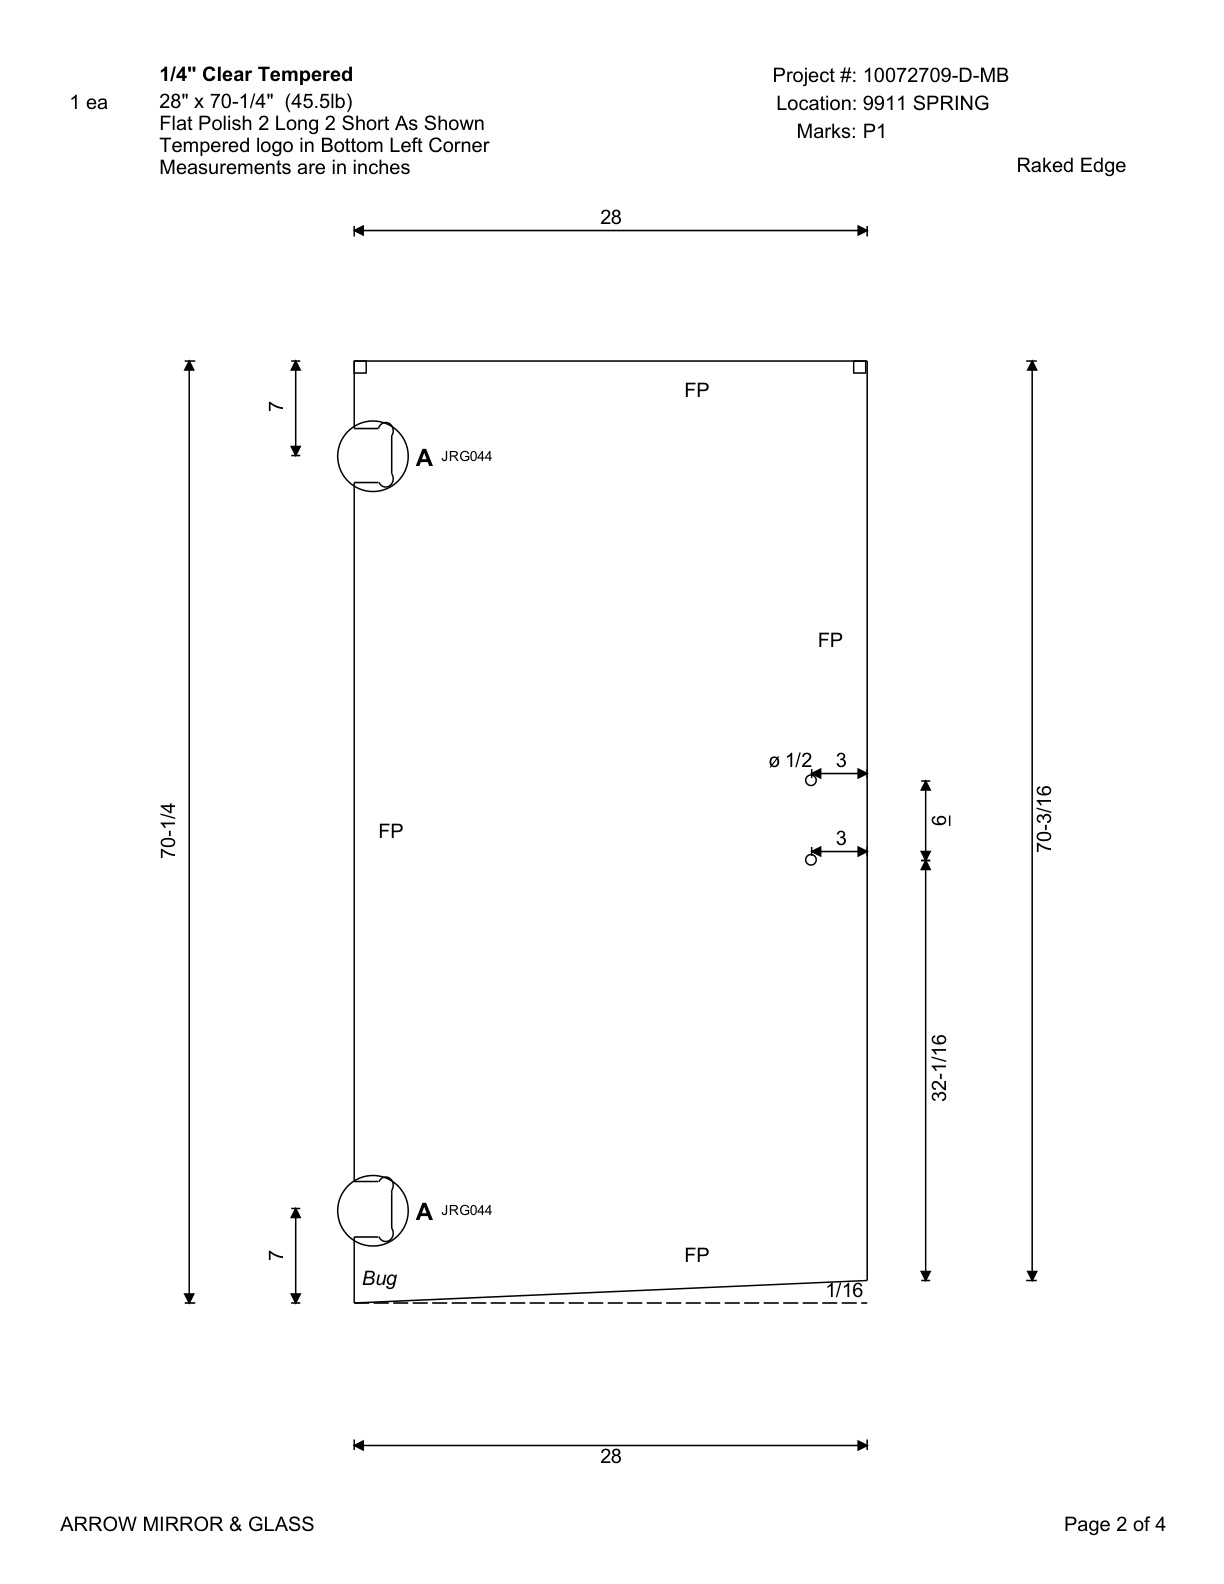 1/4" Clear Tempered
1 ea
28" x 70-1/4" (45.5lb)
Flat Polish 2 Long 2 Short As Shown
Tempered logo in Bottom Left Corner
Measurements are in inches
Project #: 10072709-D-MB
Location: 9911 SPRING
Marks: P1
Raked Edge
28
7
FP
A JRG044
FP
ø 1/2
3
6
70-1/4
FP
70-3/16
3
32-1/16
A JRG044
7
FP
Bug
1/16
28
ARROW MIRROR & GLASS
Page 2 of 4